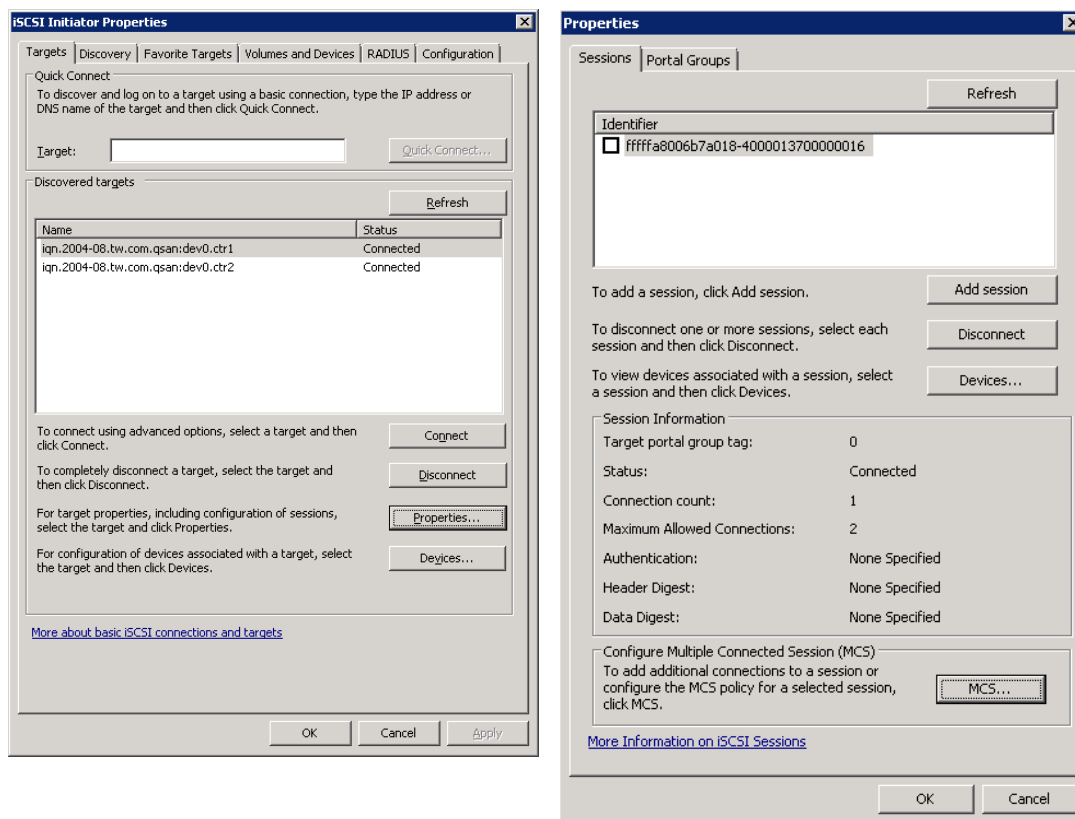 iSCSI Initiator Properties
Targets Discovery Favorite Targets Volumes and Devices RADIUS Configuration
Quick Connect
To discover and log on to a target using a basic connection, type the IP address or
DNS name of the target and then click Quick Connect.
Target:
Quick Connect...
Discovered targets
Refresh
Name Status
iqn.2004-08.tw.com.qsan:dev0.ctr1 Connected
iqn.2004-08.tw.com.qsan:dev0.ctr2 Connected
To connect using advanced options, select a target and then
click Connect.
Connect
To completely disconnect a target, select the target and
then click Disconnect.
Disconnect
For target properties, including configuration of sessions,
select the target and click Properties.
Properties...
For configuration of devices associated with a target, select
the target and then click Devices.
Devices...
More about basic iSCSI connections and targets
OK Cancel Apply
Properties
Sessions Portal Groups
Refresh
Identifier
fffffa8006b7a018-4000013700000016
To add a session, click Add session.
Add session
To disconnect one or more sessions, select each
session and then click Disconnect.
Disconnect
To view devices associated with a session, select
a session and then click Devices.
Devices...
Session Information
Target portal group tag: 0
Status: Connected
Connection count: 1
Maximum Allowed Connections: 2
Authentication: None Specified
Header Digest: None Specified
Data Digest: None Specified
Configure Multiple Connected Session (MCS)
To add additional connections to a session or
configure the MCS policy for a selected session,
click MCS.
MCS...
More Information on iSCSI Sessions
OK Cancel